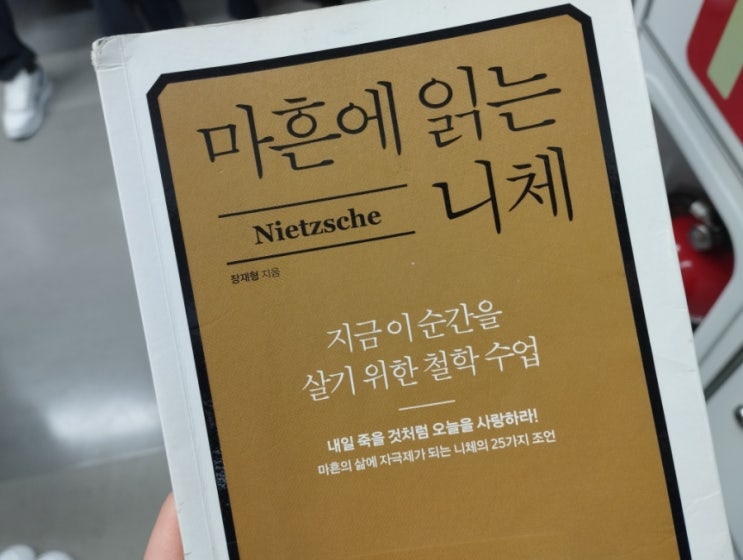 마흔에 읽는
니체
Nietzsche
장재형 지음
지금 이 순간을
살기 위한 철학 수업
내일 죽을 것처럼 오늘을 사랑하라!
마흔의 삶에 자극제가 되는 니체의 25가지 조언